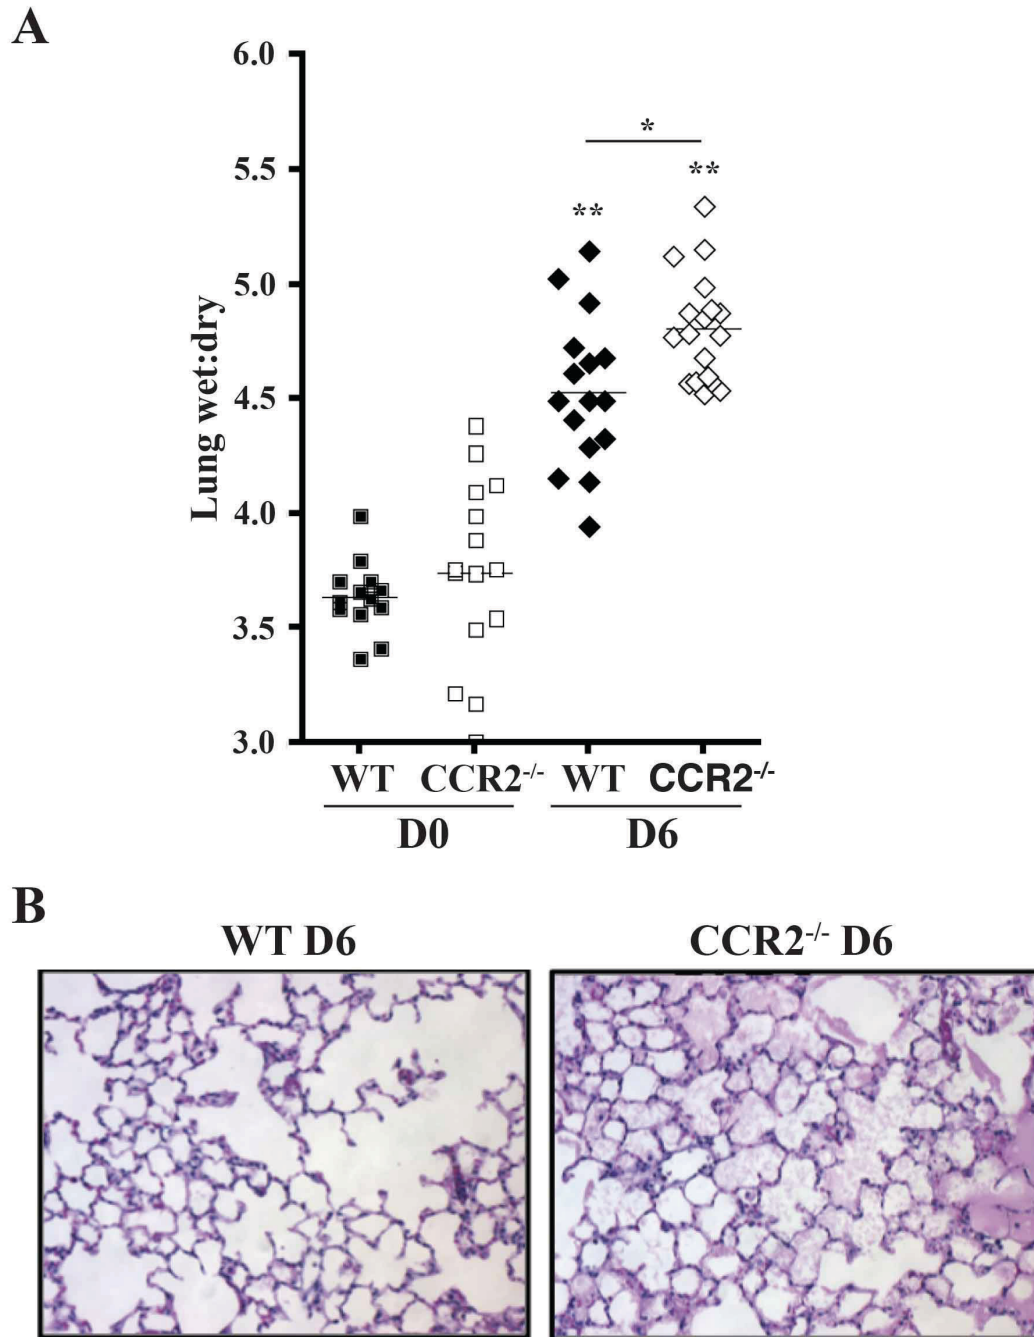 A
6.0
5.5
5.0
4.5
4.0
3.5
3.0
Lung wet:dry
*
**
**
WT CCR2-/- WT CCR2-/-
D0 D6
B
WT D6 CCR2-/- D6